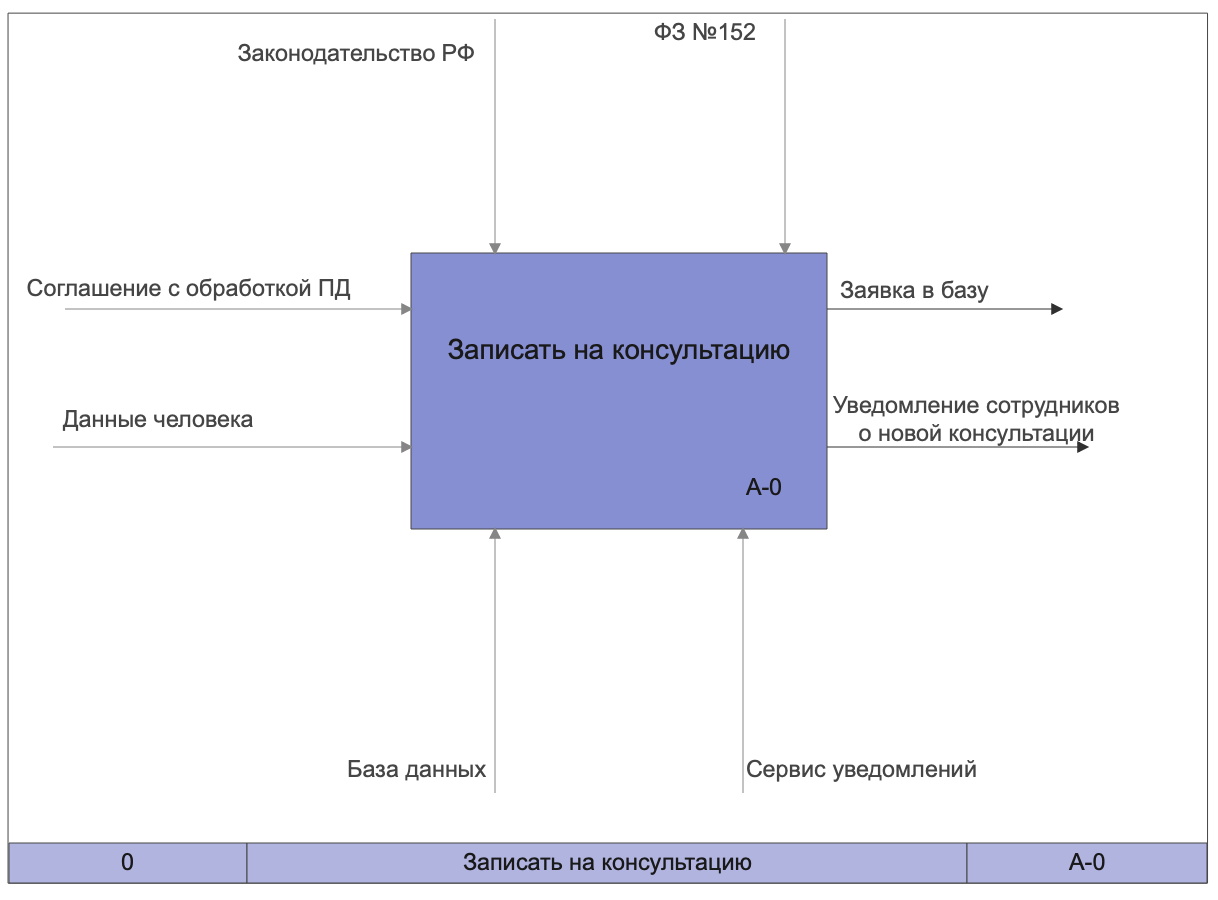 ФЗ №152
Законодательство РФ
Соглашение с обработкой ПД
Заявка в базу
Записать на консультацию
Данные человека
Уведомление сотрудников
о новой консультации
А-0
База данных
Сервис уведомлений
0
Записать на консультацию
А-0